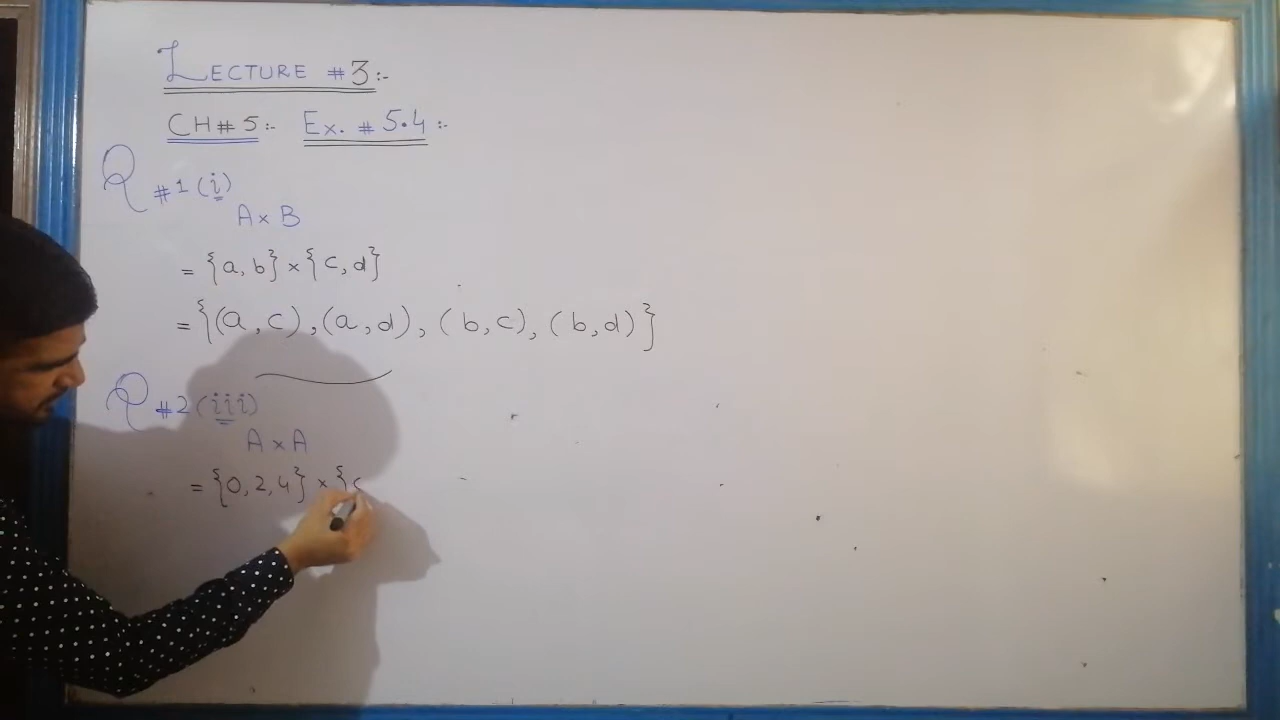 LECTURE #3:-
CH# 5:- Ex. # 5.4 :-
Q #1 (i)
A × B
= {a, b} × {c, d}
= {(a, c), (a, d), (b, c), (b, d)}
Q #2 (iii)
A × A
= {0, 2, 4} × {